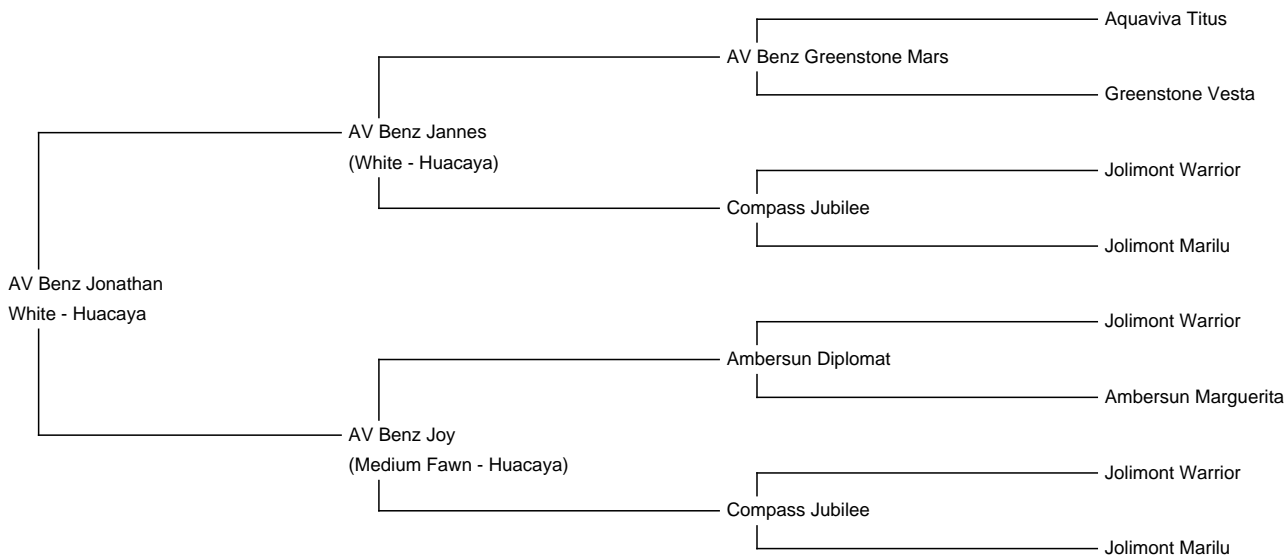 Aquaviva Titus
AV Benz Greenstone Mars
Greenstone Vesta
AV Benz Jannes
(White - Huacaya)
Jolimont Warrior
Compass Jubilee
Jolimont Marilu
AV Benz Jonathan
White - Huacaya
Jolimont Warrior
Ambersun Diplomat
Ambersun Marguerita
AV Benz Joy
(Medium Fawn - Huacaya)
Jolimont Warrior
Compass Jubilee
Jolimont Marilu